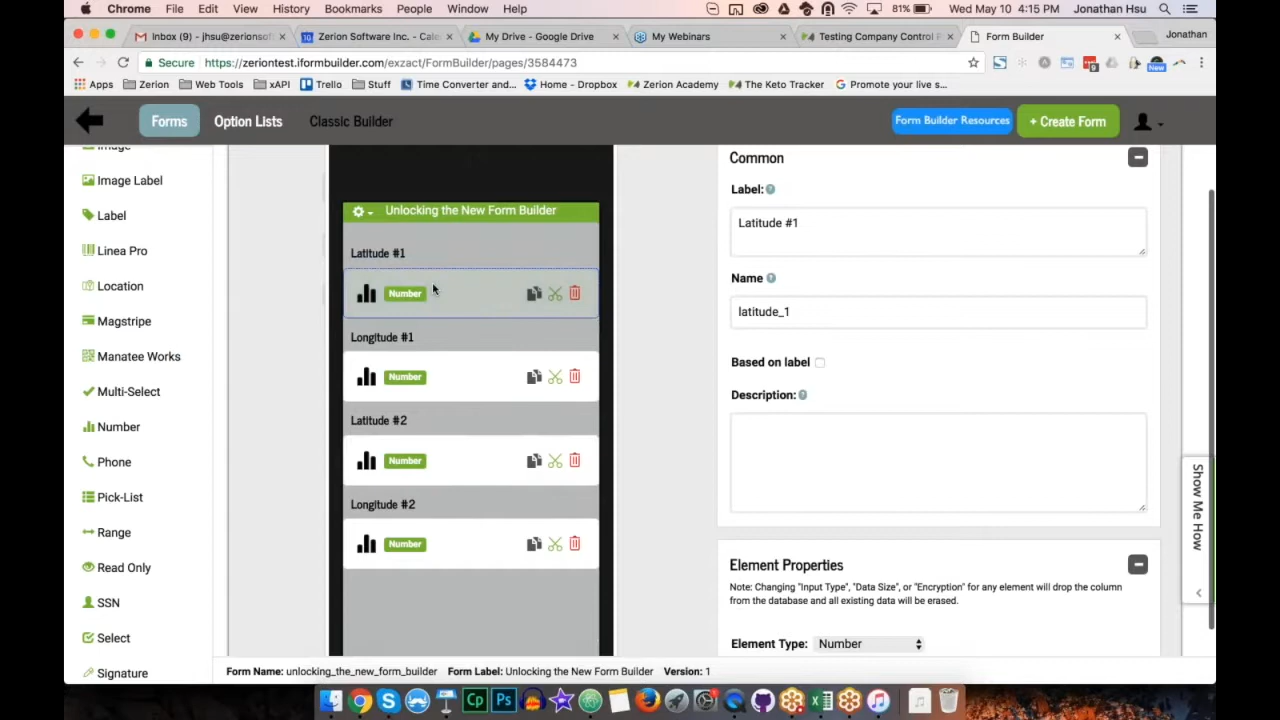 Chrome File Edit View History Bookmarks People Window Help 81% Wed May 10 4:15 PM Jonathan Hsu
Inbox (9) - jhsu@zerionsof Zerion Software Inc. - Cale My Drive - Google Drive My Webinars Testing Company Control P Form Builder Jonathan
Secure https://zeriontest.iformbuilder.com/exzact/FormBuilder/pages/3584473
Apps Zerion Web Tools xAPI Trello Stuff Time Converter and... Home - Dropbox Zerion Academy The Keto Tracker Promote your live s... New
Forms Option Lists Classic Builder Form Builder Resources + Create Form
Image
Image Label
Label
Linea Pro
Location
Magstripe
Manatee Works
Multi-Select
Number
Phone
Pick-List
Range
Read Only
SSN
Select
Signature
Unlocking the New Form Builder
Latitude #1
Number
Longitude #1
Number
Latitude #2
Number
Longitude #2
Number
Common
Label:
Latitude #1
Name
latitude_1
Based on label
Description:
Element Properties
Note: Changing "Input Type", "Data Size", or "Encryption" for any element will drop the column
from the database and all existing data will be erased.
Element Type: Number
Show Me How
Form Name: unlocking_the_new_form_builder Form Label: Unlocking the New Form Builder Version: 1
Cp Ps